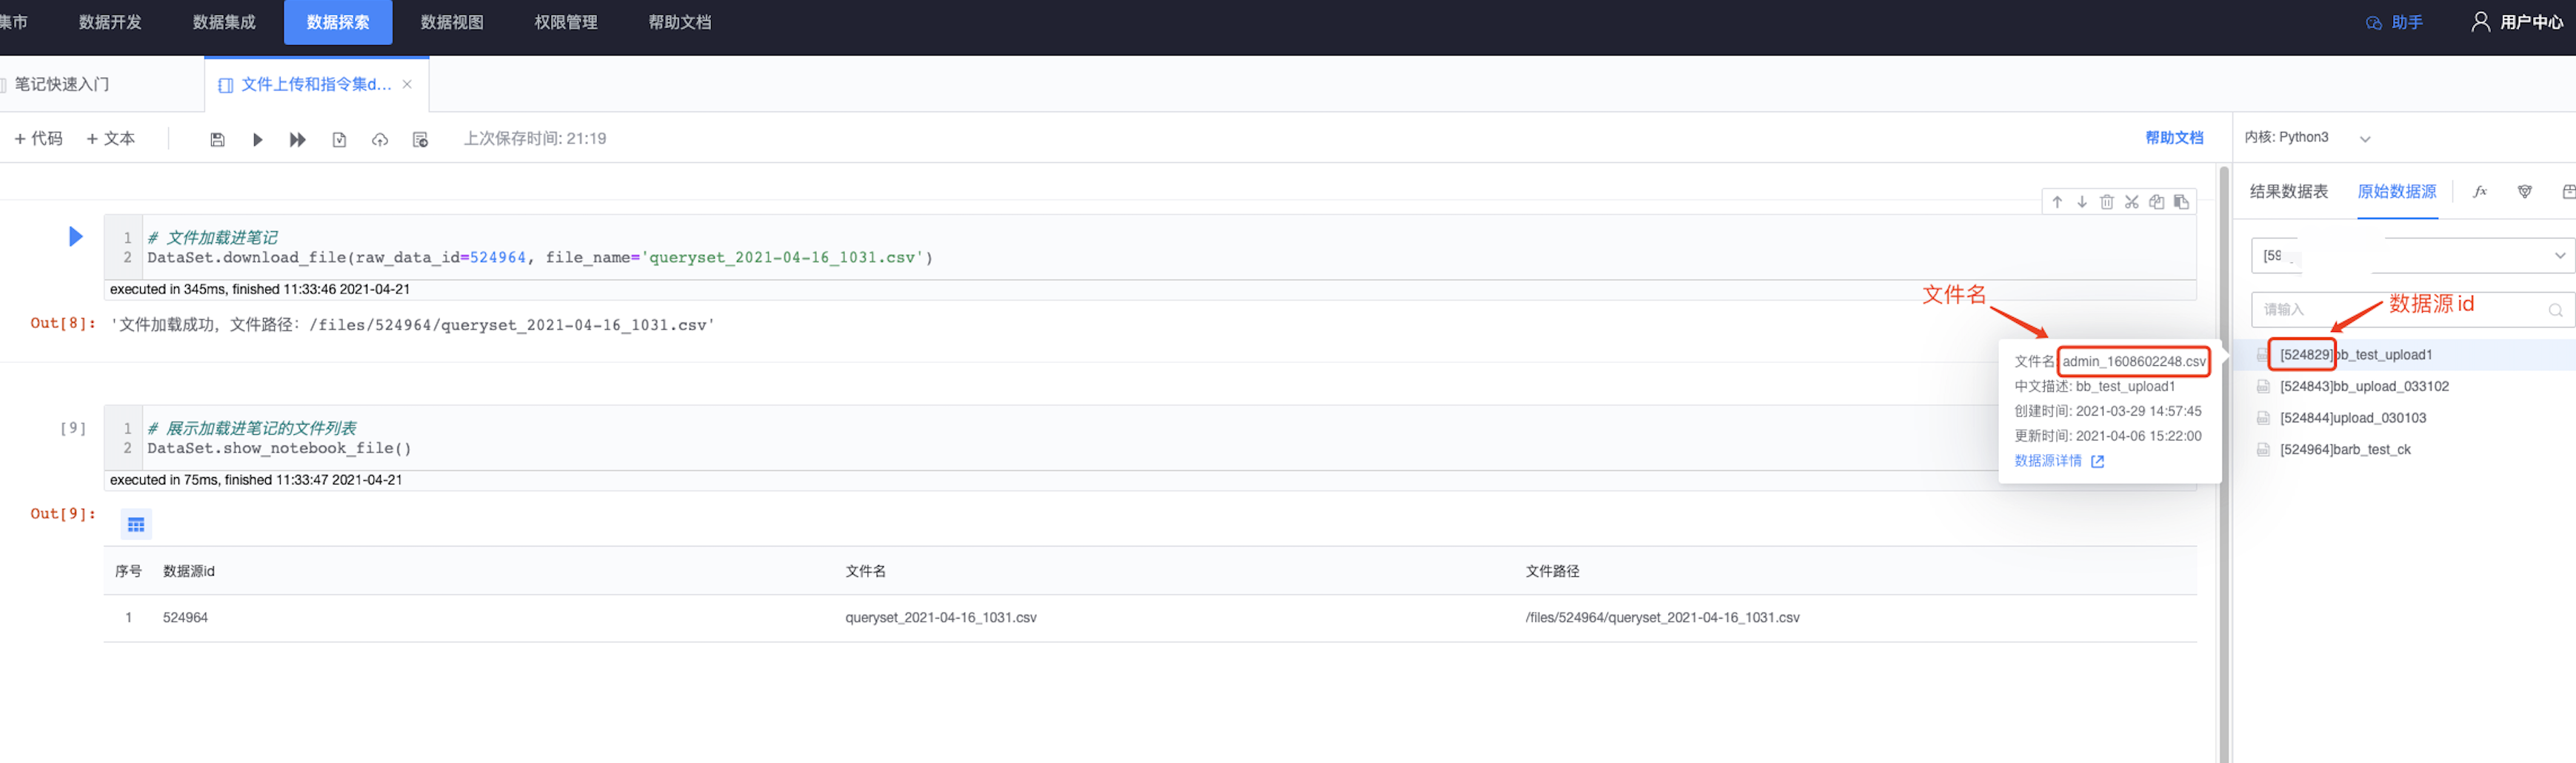 集市 数据开发 数据集成 数据探索 数据视图 权限管理 帮助文档 助手 用户中心
笔记快速入门 文件上传和指令集d... ×
+ 代码 + 文本 上次保存时间: 21:19 帮助文档 内核: Python3
结果数据表 原始数据源 fx
1 # 文件加载进笔记
2 DataSet.download_file(raw_data_id=524964, file_name='queryset_2021-04-16_1031.csv')
executed in 345ms, finished 11:33:46 2021-04-21
Out[8]: '文件加载成功，文件路径：/files/524964/queryset_2021-04-16_1031.csv'
[9] 1 # 展示加载进笔记的文件列表
2 DataSet.show_notebook_file()
executed in 75ms, finished 11:33:47 2021-04-21
Out[9]:
序号 数据源id 文件名 文件路径
1 524964 queryset_2021-04-16_1031.csv /files/524964/queryset_2021-04-16_1031.csv
文件名
文件名 admin_1608602248.csv
中文描述: bb_test_upload1
创建时间: 2021-03-29 14:57:45
更新时间: 2021-04-06 15:22:00
数据源详情
[59
请输入
数据源id
[524829]bb_test_upload1
[524843]bb_upload_033102
[524844]upload_030103
[524964]barb_test_ck